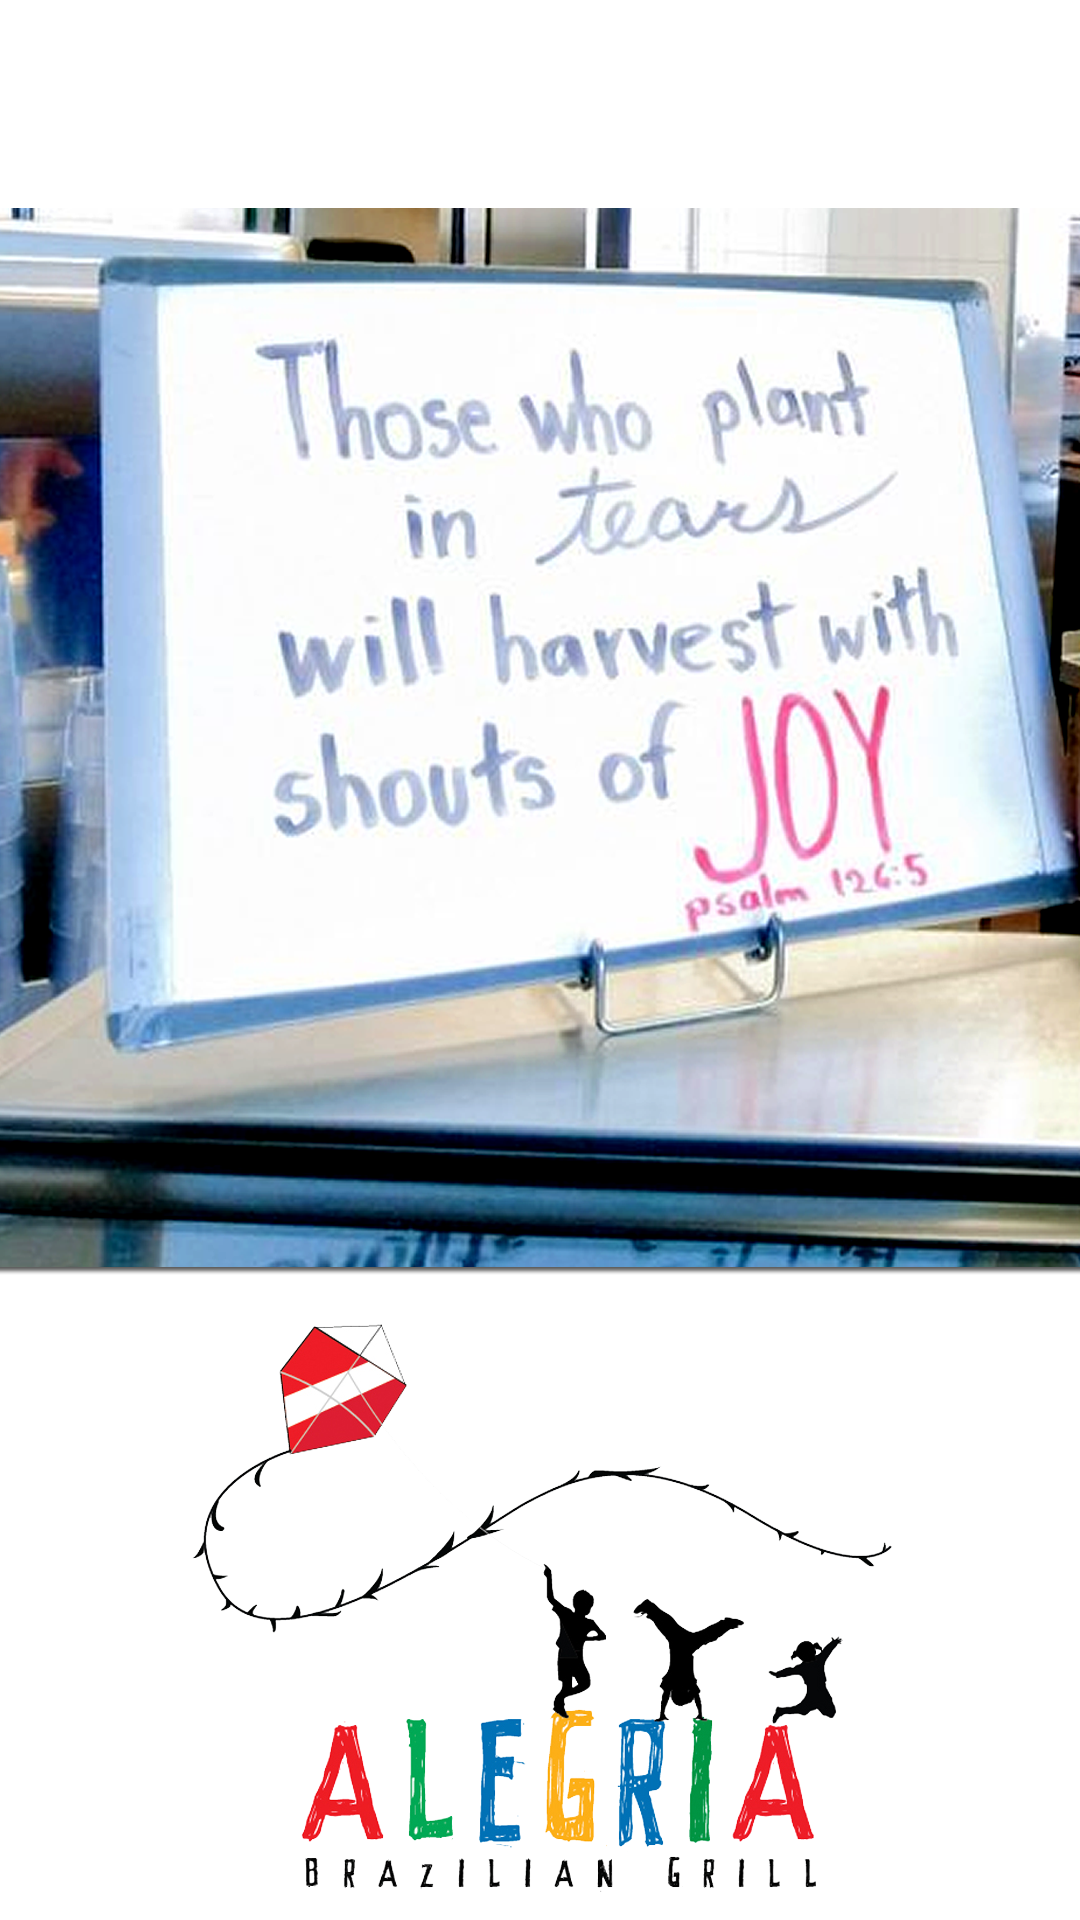 Those who plant
in tears
will harvest with
shouts of JOY
psalm 126:5
ALEGRIA
BRAZILIAN GRILL